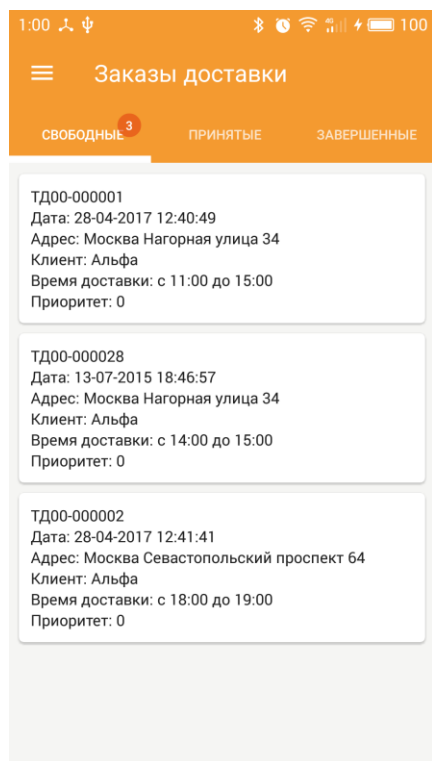 1:00 4G 100
Заказы доставки
СВОБОДНЫЕ 3 ПРИНЯТЫЕ ЗАВЕРШЕННЫЕ
ТД00-000001
Дата: 28-04-2017 12:40:49
Адрес: Москва Нагорная улица 34
Клиент: Альфа
Время доставки: с 11:00 до 15:00
Приоритет: 0
ТД00-000028
Дата: 13-07-2015 18:46:57
Адрес: Москва Нагорная улица 34
Клиент: Альфа
Время доставки: с 14:00 до 15:00
Приоритет: 0
ТД00-000002
Дата: 28-04-2017 12:41:41
Адрес: Москва Севастопольский проспект 64
Клиент: Альфа
Время доставки: с 18:00 до 19:00
Приоритет: 0